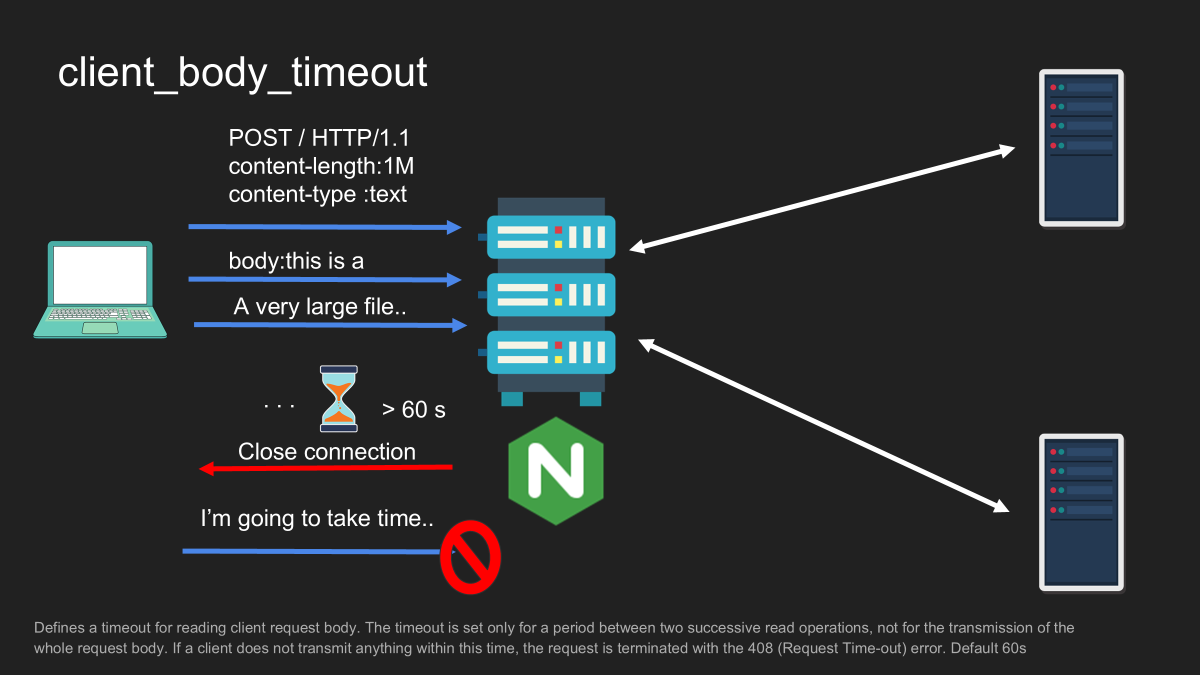 client_body_timeout
POST / HTTP/1.1
content-length:1M
content-type :text
body:this is a
A very large file..
. . .
> 60 s
Close connection
N
I’m going to take time..
Defines a timeout for reading client request body. The timeout is set only for a period between two successive read operations, not for the transmission of the
whole request body. If a client does not transmit anything within this time, the request is terminated with the 408 (Request Time-out) error. Default 60s